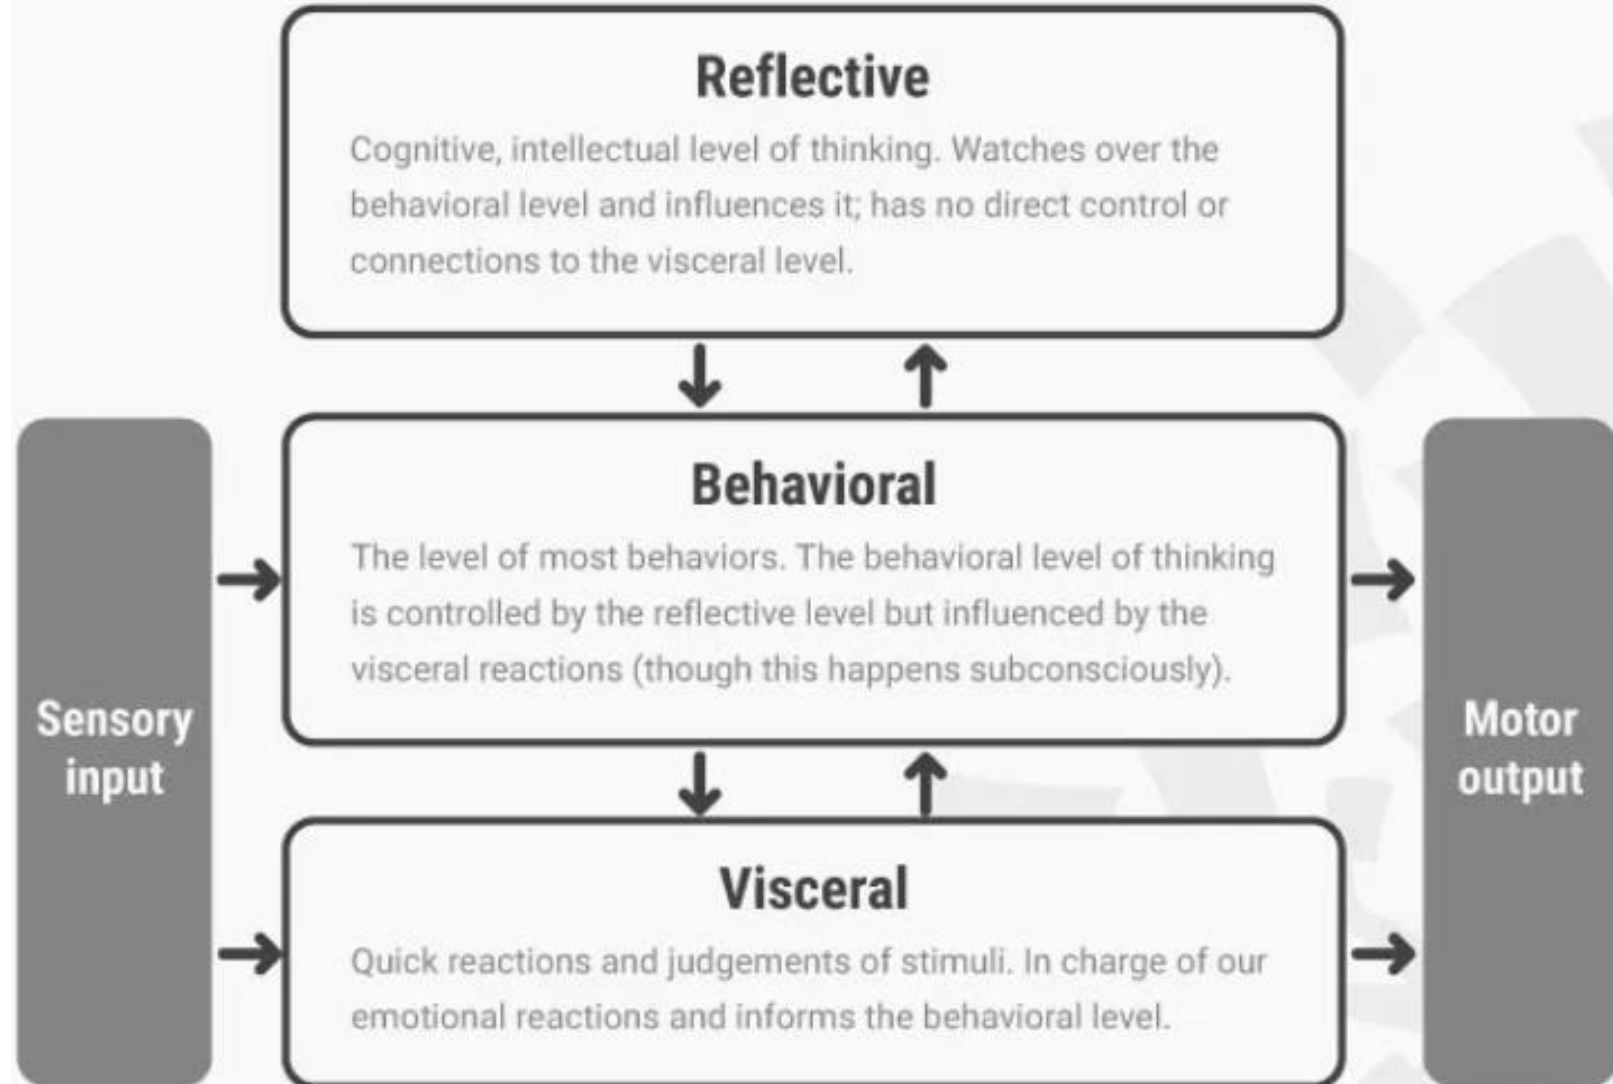 Reflective
Cognitive, intellectual level of thinking. Watches over the
behavioral level and influences it; has no direct control or
connections to the visceral level.
Behavioral
The level of most behaviors. The behavioral level of thinking
is controlled by the reflective level but influenced by the
visceral reactions (though this happens subconsciously).
Sensory
input
Motor
output
Visceral
Quick reactions and judgements of stimuli. In charge of our
emotional reactions and informs the behavioral level.